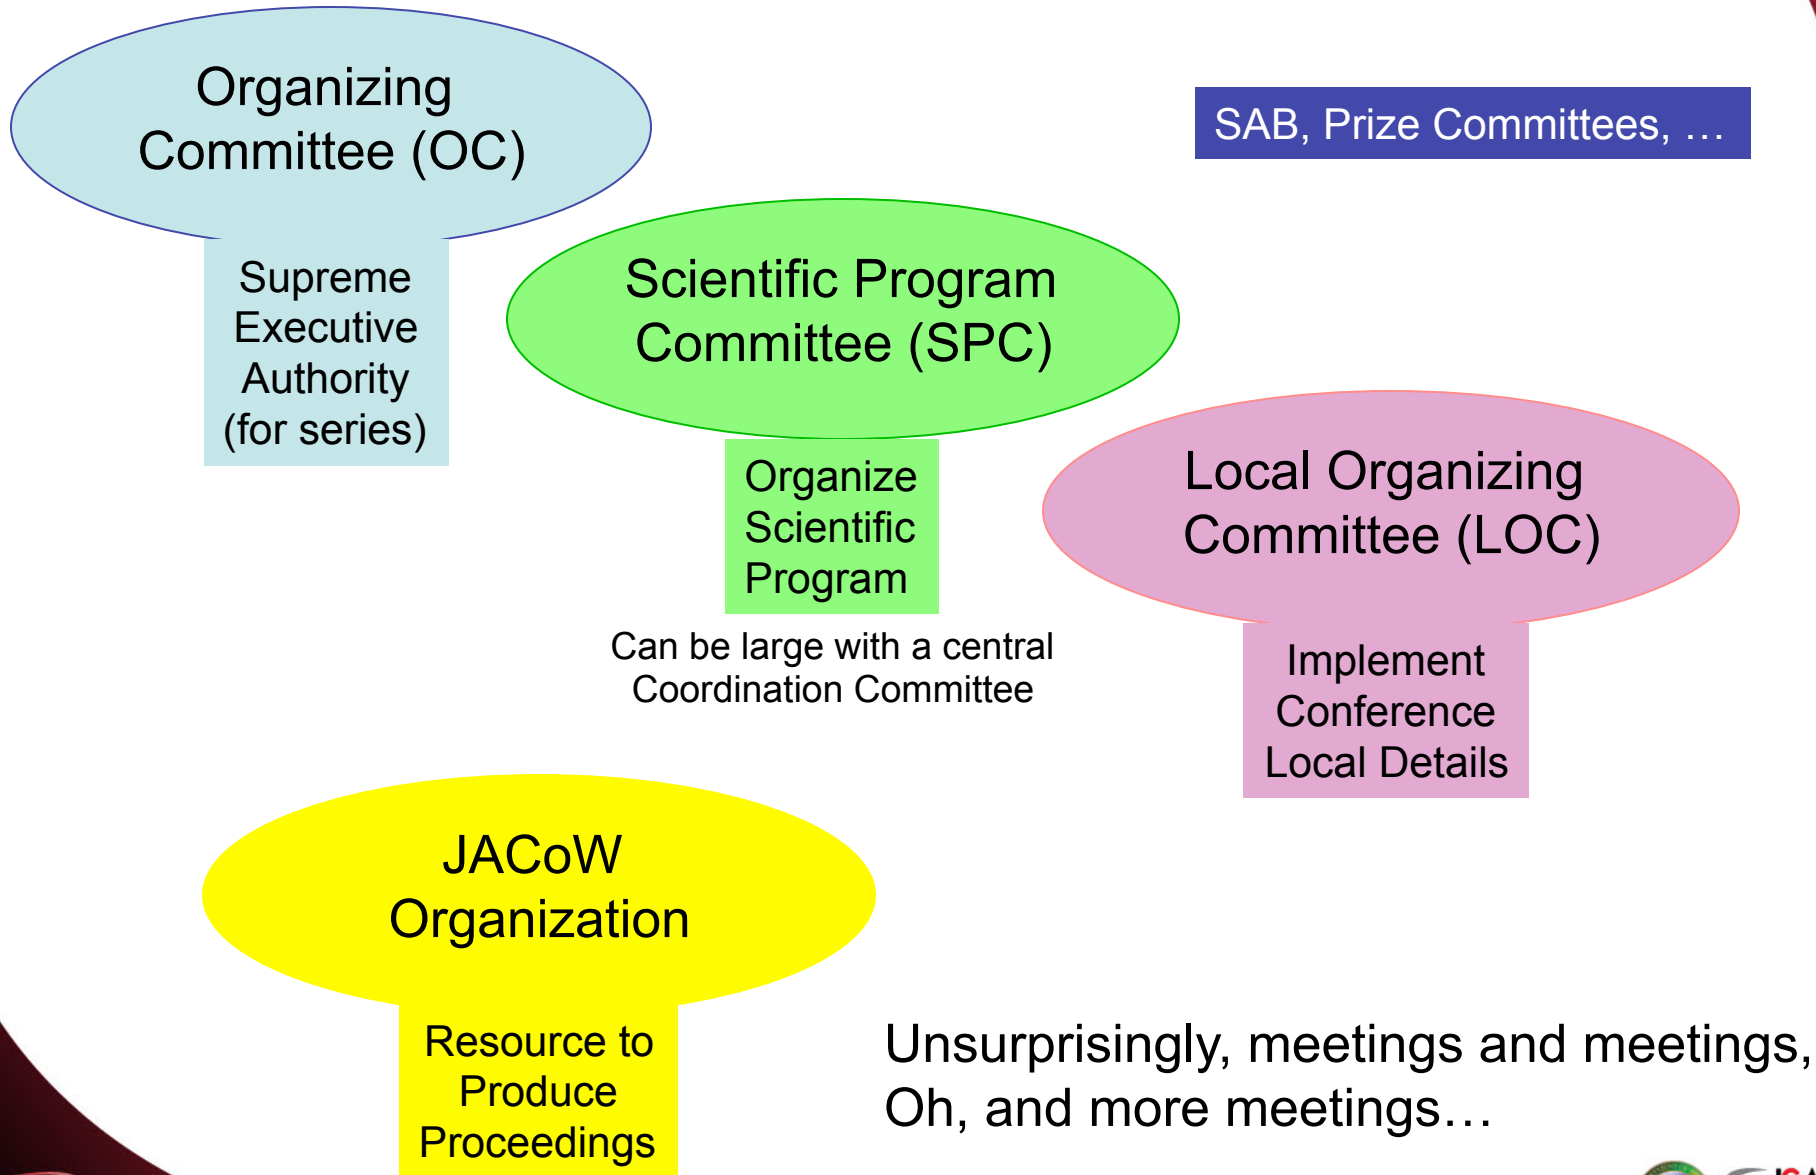 Organizing
Committee (OC)
SAB, Prize Committees, …
Supreme
Executive
Authority
(for series)
Scientific Program
Committee (SPC)
Organize
Scientific
Program
Can be large with a central
Coordination Committee
Local Organizing
Committee (LOC)
Implement
Conference
Local Details
JACoW
Organization
Resource to
Produce
Proceedings
Unsurprisingly, meetings and meetings,
Oh, and more meetings…